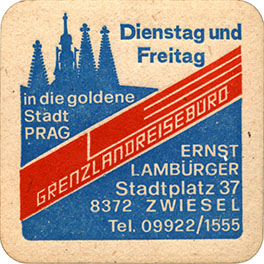 Dienstag und
Freitag
in die goldene
Stadt
PRAG
GRENZLANDREISEBÜRO
ERNST
LAMBÜRGER
Stadtplatz 37
8372 ZWIESEL
Tel. 09922/1555